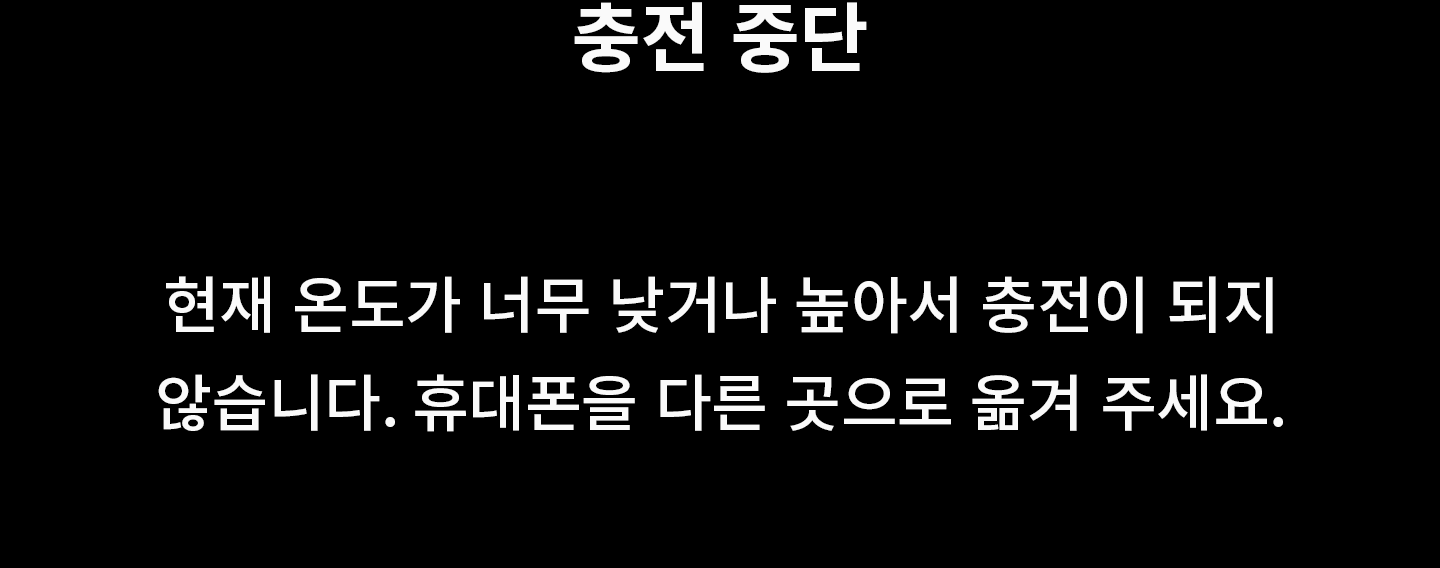 충전 중단
현재 온도가 너무 낮거나 높아서 충전이 되지
않습니다. 휴대폰을 다른 곳으로 옮겨 주세요.